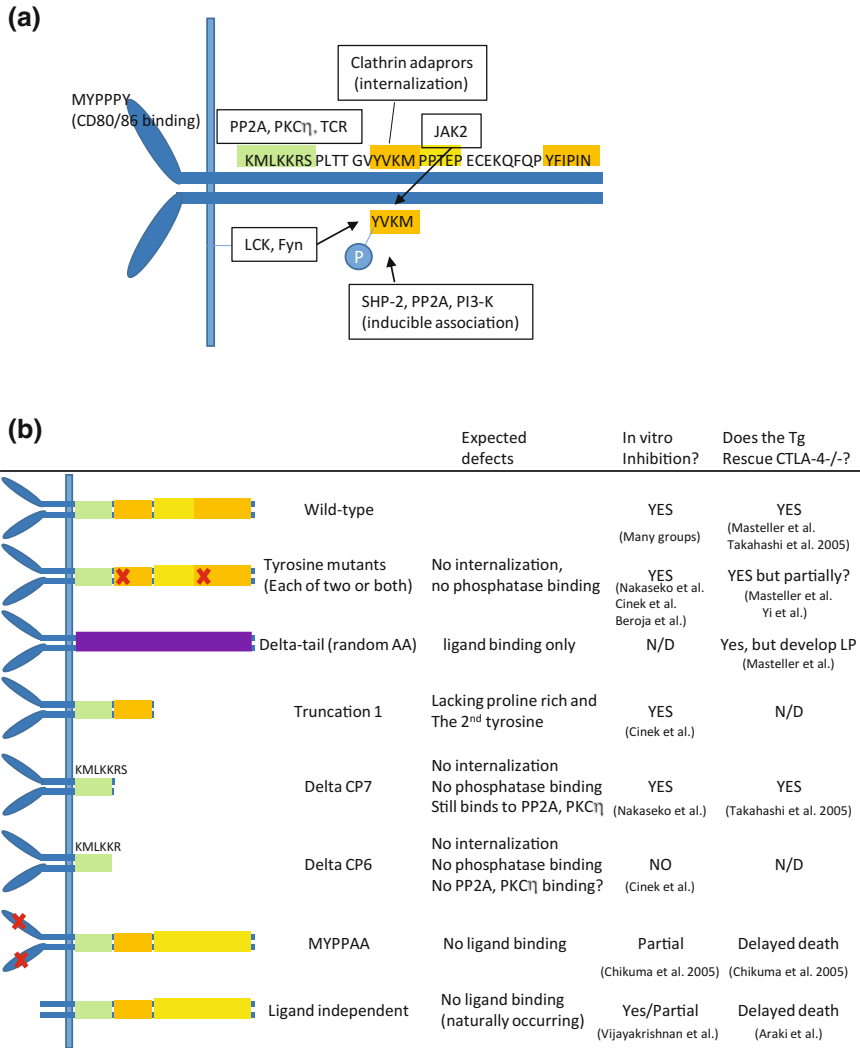 (a)
MYPPPY
(CD80/86 binding)
Clathrin adaprors
(internalization)
PP2A, PKCη, TCR
JAK2
KMLKKRS PLTT GVYVKM PPTEP ECEKQFQP YFIPIN
YVKM
LCK, Fyn
P
SHP-2, PP2A, PI3-K
(inducible association)
(b)
Expected defects
In vitro Inhibition?
Does the Tg Rescue CTLA-4-/-?
Wild-type
YES
(Many groups)
YES
(Masteller et al.
Takahashi et al. 2005)
Tyrosine mutants
(Each of two or both)
No internalization,
no phosphatase binding
YES
(Nakaseko et al.
Cinek et al.
Beroja et al.)
YES but partially?
(Masteller et al.
Yi et al.)
Delta-tail (random AA)
ligand binding only
N/D
Yes, but develop LP
(Masteller et al.)
Truncation 1
Lacking proline rich and
The 2nd tyrosine
YES
(Cinek et al.)
N/D
KMLKKRS
Delta CP7
No internalization
No phosphatase binding
Still binds to PP2A, PKCη
YES
(Nakaseko et al.)
YES
(Takahashi et al. 2005)
KMLKKR
Delta CP6
No internalization
No phosphatase binding
No PP2A, PKCη binding?
NO
(Cinek et al.)
N/D
MYPPAA
No ligand binding
Partial
(Chikuma et al. 2005)
Delayed death
(Chikuma et al. 2005)
Ligand independent
No ligand binding
(naturally occurring)
Yes/Partial
(Vijayakrishnan et al.)
Delayed death
(Araki et al.)